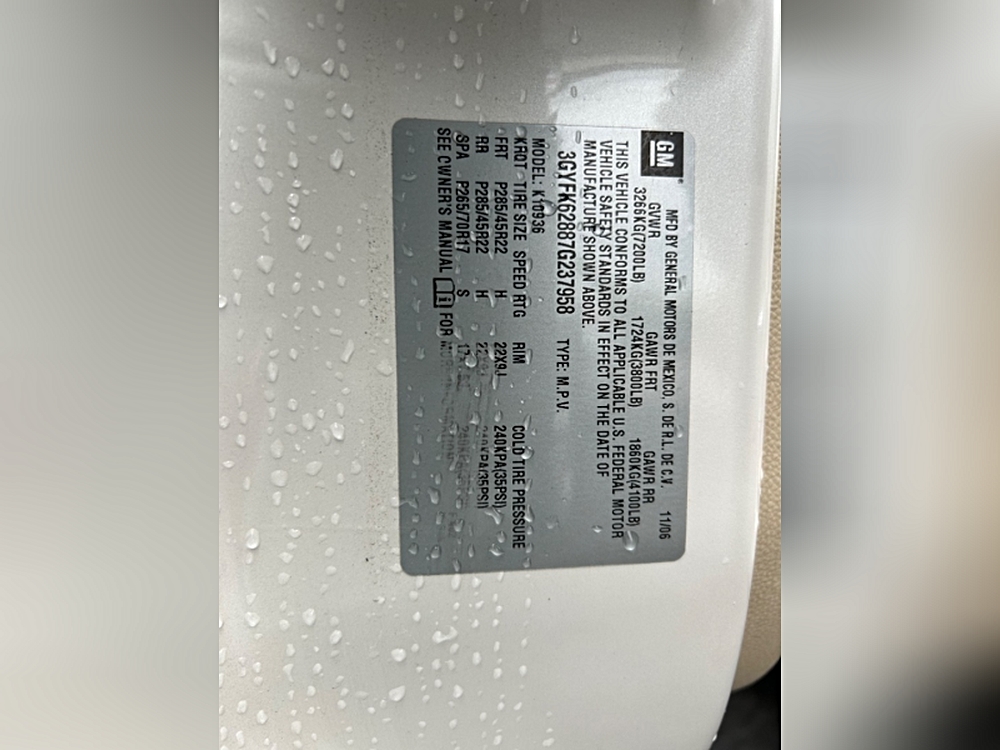 GM
MFD BY GENERAL MOTORS DE MEXICO, S. DE R.L. DE C.V. 11/06
GVWR GAWR FRT GAWR RR
3266KG(7200LB) 1724KG(3800LB) 1860KG(4100LB)
THIS VEHICLE CONFORMS TO ALL APPLICABLE U.S. FEDERAL MOTOR
VEHICLE SAFETY STANDARDS IN EFFECT ON THE DATE OF
MANUFACTURE SHOWN ABOVE.
3GYFK62887G237958 TYPE: M.P.V.
MODEL: K10936
KRQT TIRE SIZE SPEED RTG RIM COLD TIRE PRESSURE
FRT P285/45R22 H 22X9J 240KPA(35PSI)
RR P285/45R22 H 240KPA(35PSI)
SPA P265/70R17 S
SEE OWNER'S MANUAL FOR